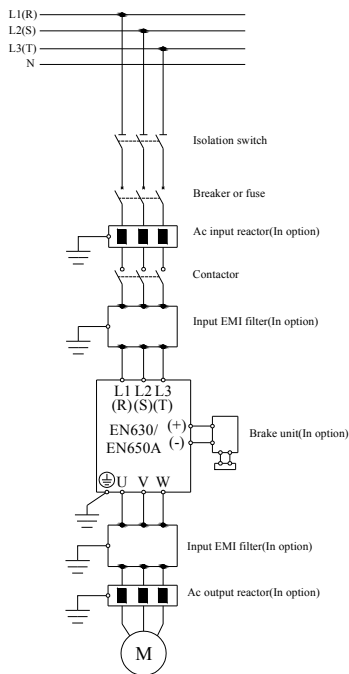 L1(R)
L2(S)
L3(T)
N
Isolation switch
Breaker or fuse
Ac input reactor(In option)
Contactor
Input EMI filter(In option)
L1 L2 L3
(R) (S) (T)
EN630/
EN650A
(+)
(-)
Brake unit(In option)
U V W
Input EMI filter(In option)
Ac output reactor(In option)
M